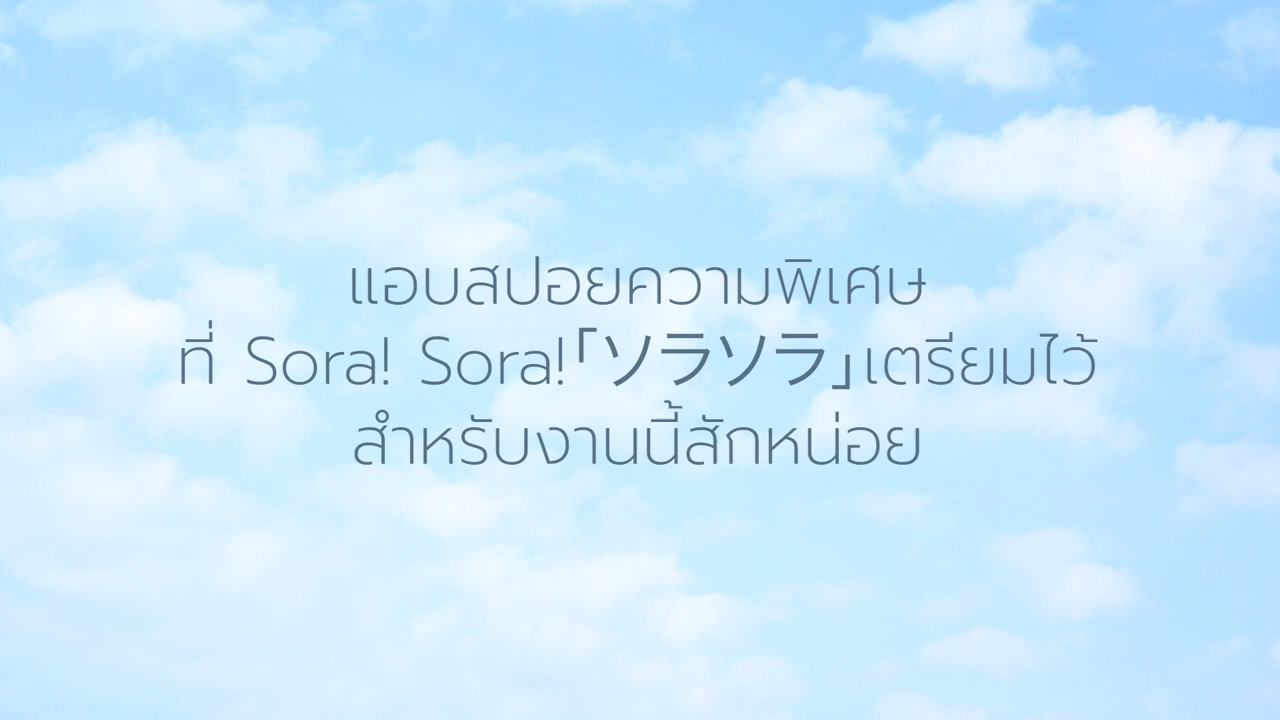 แอบสปอยความพิเศษ
ที่ Sora! Sora!「ソラソラ」เตรียมไว้
สำหรับงานนี้สักหน่อย